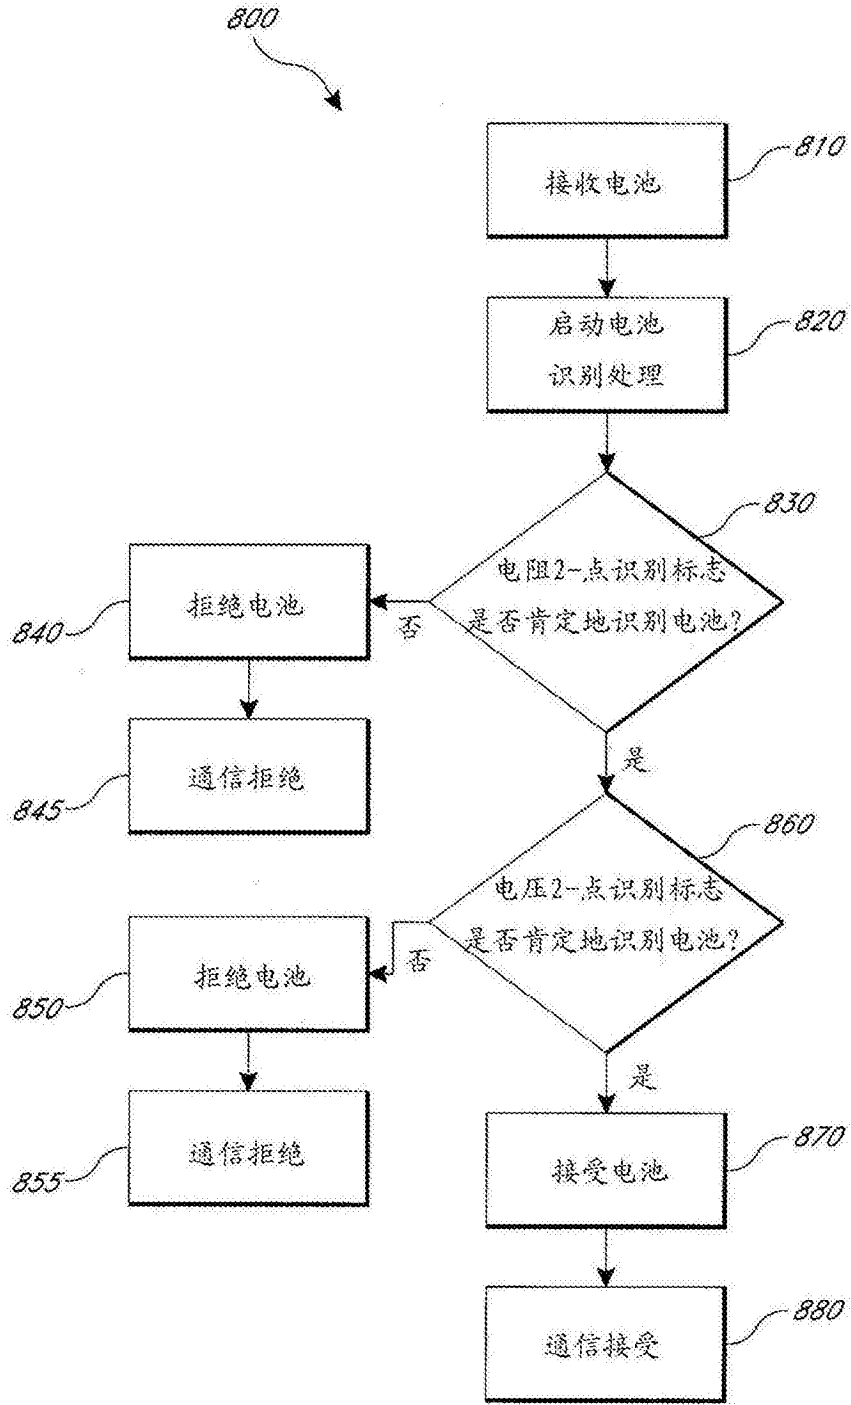 800
接收电池
810
启动电池
识别处理
820
电阻2-点识别标志
是否肯定地识别电池?
830
否
拒绝电池
840
通信拒绝
845
是
电压2-点识别标志
是否肯定地识别电池?
860
否
拒绝电池
850
通信拒绝
855
是
接受电池
870
通信接受
880